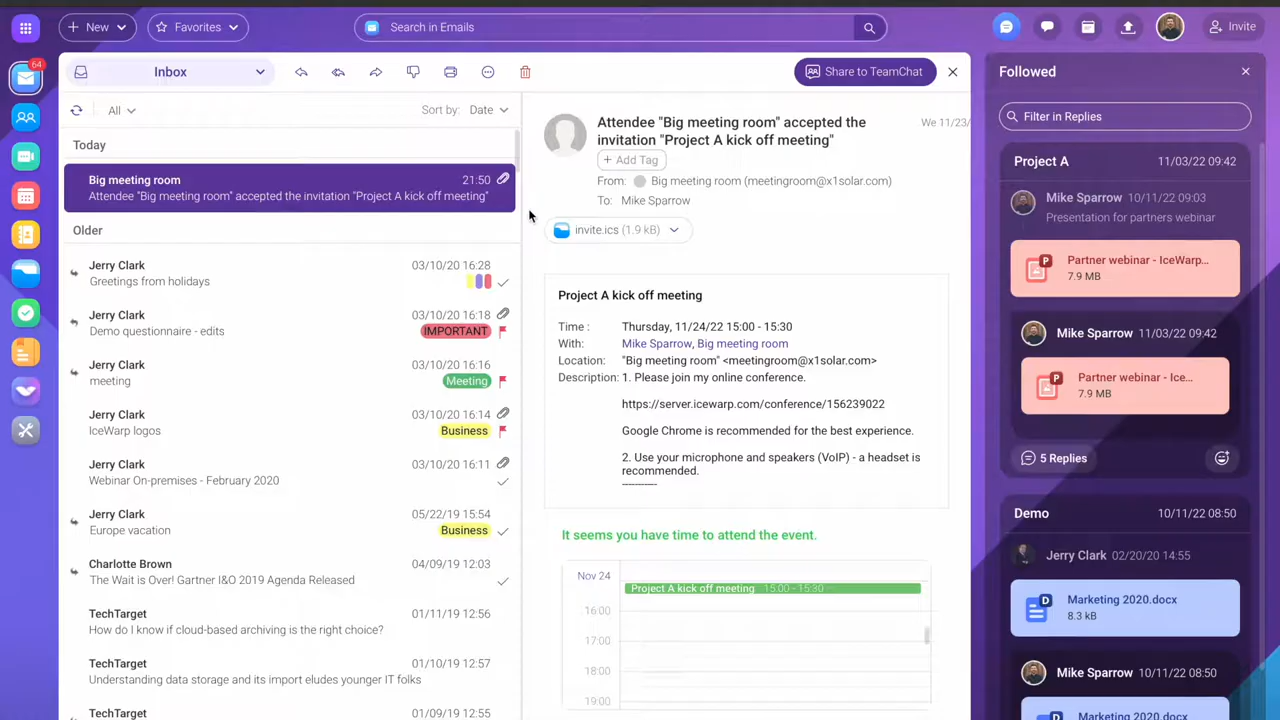 New
Favorites
Search in Emails
Invite
64
Inbox
Share to TeamChat
All
Sort by: Date
Today
Big meeting room 21:50
Attendee "Big meeting room" accepted the invitation "Project A kick off meeting"
Older
Jerry Clark 03/10/20 16:28
Greetings from holidays
Jerry Clark 03/10/20 16:18
Demo questionnaire - edits IMPORTANT
Jerry Clark 03/10/20 16:16
meeting Meeting
Jerry Clark 03/10/20 16:14
IceWarp logos Business
Jerry Clark 03/10/20 16:11
Webinar On-premises - February 2020
Jerry Clark 05/22/19 15:54
Europe vacation Business
Charlotte Brown 04/09/19 12:03
The Wait is Over! Gartner I&O 2019 Agenda Released
TechTarget 01/11/19 12:56
How do I know if cloud-based archiving is the right choice?
TechTarget 01/10/19 12:57
Understanding data storage and its import eludes younger IT folks
TechTarget 01/09/19 12:55
Attendee "Big meeting room" accepted the
invitation "Project A kick off meeting"
We 11/23/
+ Add Tag
From: Big meeting room (meetingroom@x1solar.com)
To: Mike Sparrow
invite.ics (1.9 kB)
Project A kick off meeting
Time : Thursday, 11/24/22 15:00 - 15:30
With: Mike Sparrow, Big meeting room
Location: "Big meeting room" <meetingroom@x1solar.com>
Description: 1. Please join my online conference.
https://server.icewarp.com/conference/156239022
Google Chrome is recommended for the best experience.
2. Use your microphone and speakers (VoIP) - a headset is
recommended.
-----------
It seems you have time to attend the event.
Nov 24
Project A kick off meeting 15:00 - 15:30
16:00
17:00
18:00
19:00
Followed
Filter in Replies
Project A 11/03/22 09:42
Mike Sparrow 10/11/22 09:03
Presentation for partners webinar
P
Partner webinar - IceWarp...
7.9 MB
Mike Sparrow 11/03/22 09:42
P
Partner webinar - Ice...
7.9 MB
5 Replies
Demo 10/11/22 08:50
Jerry Clark 02/20/20 14:55
D
Marketing 2020.docx
8.3 kB
Mike Sparrow 10/11/22 08:50
D
Marketing 2020.docx